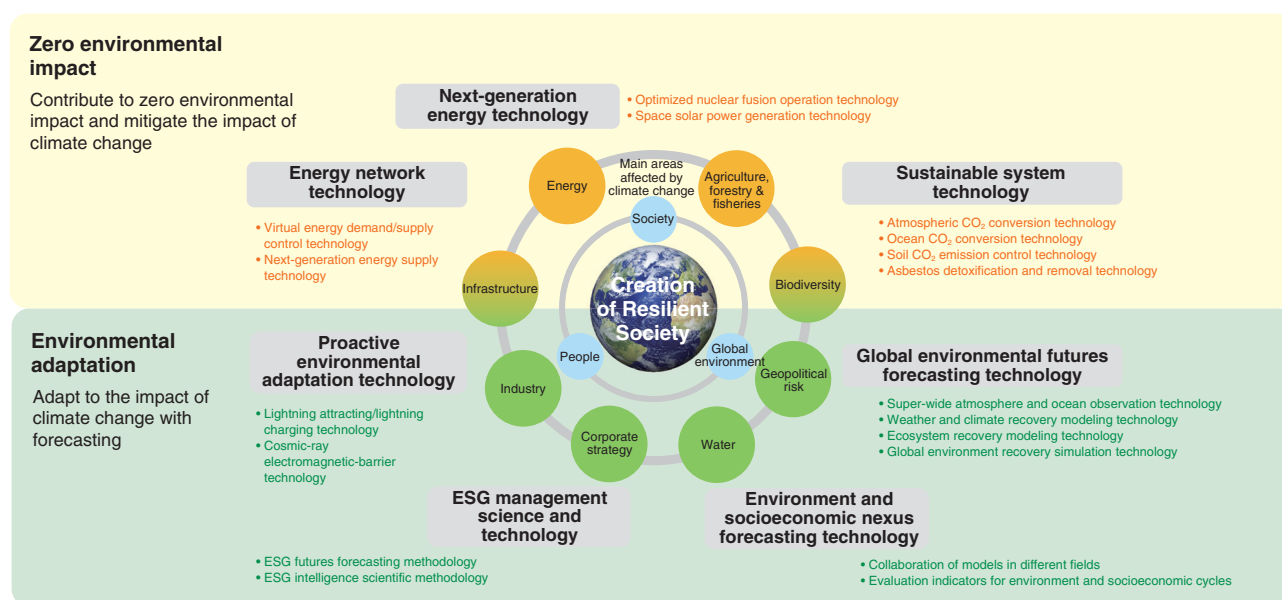 Zero environmental
impact
Contribute to zero environmental
impact and mitigate the impact of
climate change
Next-generation
energy technology
• Optimized nuclear fusion operation technology
• Space solar power generation technology
Energy network
technology
• Virtual energy demand/supply
control technology
• Next-generation energy supply
technology
Sustainable system
technology
• Atmospheric CO₂ conversion technology
• Ocean CO₂ conversion technology
• Soil CO₂ emission control technology
• Asbestos detoxification and removal technology
Main areas
affected by
climate change
Energy
Agriculture,
forestry &
fisheries
Society
Infrastructure
Biodiversity
Creation
of Resilient
Society
People
Global
environment
Industry
Geopolitical
risk
Corporate
strategy
Water
Environmental
adaptation
Adapt to the impact of
climate change with
forecasting
Proactive
environmental
adaptation technology
• Lightning attracting/lightning
charging technology
• Cosmic-ray
electromagnetic-barrier
technology
Global environmental futures
forecasting technology
• Super-wide atmosphere and ocean observation technology
• Weather and climate recovery modeling technology
• Ecosystem recovery modeling technology
• Global environment recovery simulation technology
ESG management
science and
technology
• ESG futures forecasting methodology
• ESG intelligence scientific methodology
Environment and
socioeconomic nexus
forecasting technology
• Collaboration of models in different fields
• Evaluation indicators for environment and socioeconomic cycles